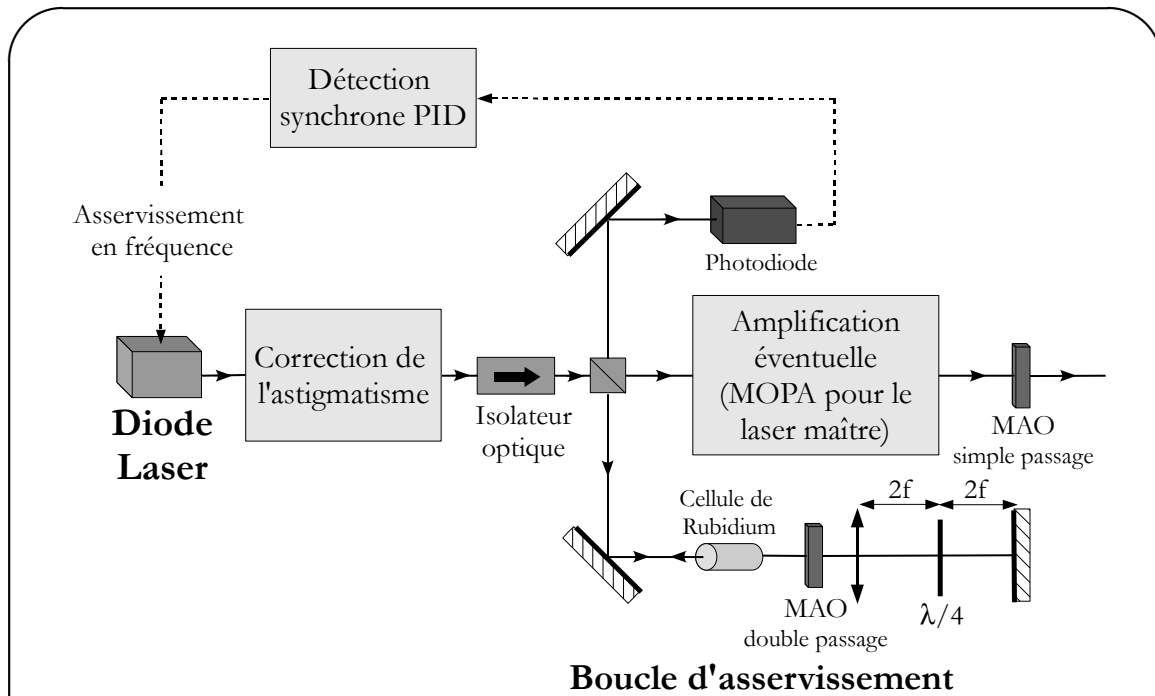 Détection
synchrone PID
Asservissement
en fréquence
Photodiode
Diode
Laser
Correction de
l'astigmatisme
Isolateur
optique
Amplification
éventuelle
(MOPA pour le
laser maître)
MAO
simple passage
Cellule de
Rubidium
MAO
double passage
2f
2f
λ/4
Boucle d'asservissement